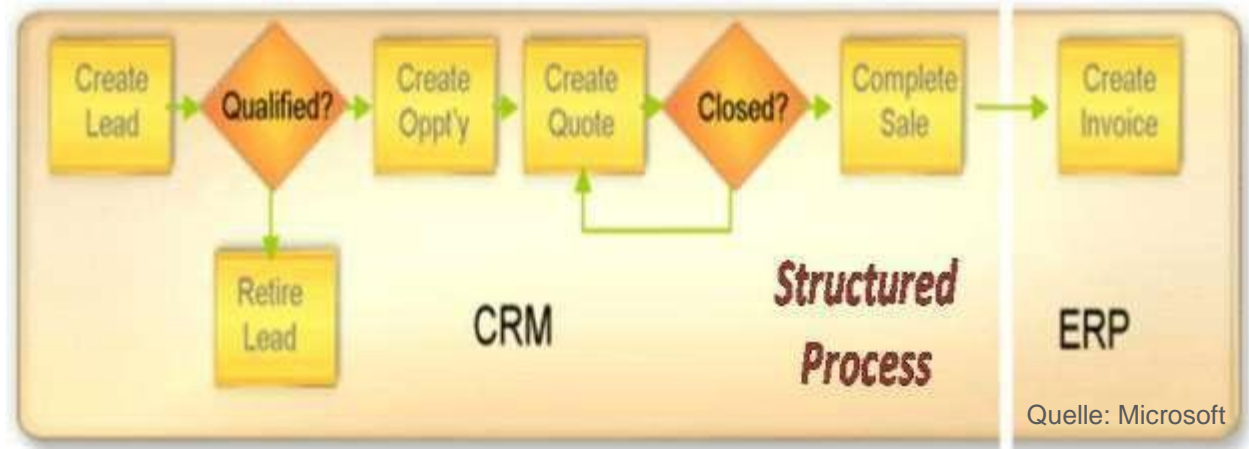 Create
Lead
Qualified?
Create
Oppt'y
Create
Quote
Closed?
Complete
Sale
Create
Invoice
Retire
Lead
CRM
Structured
Process
ERP
Quelle: Microsoft